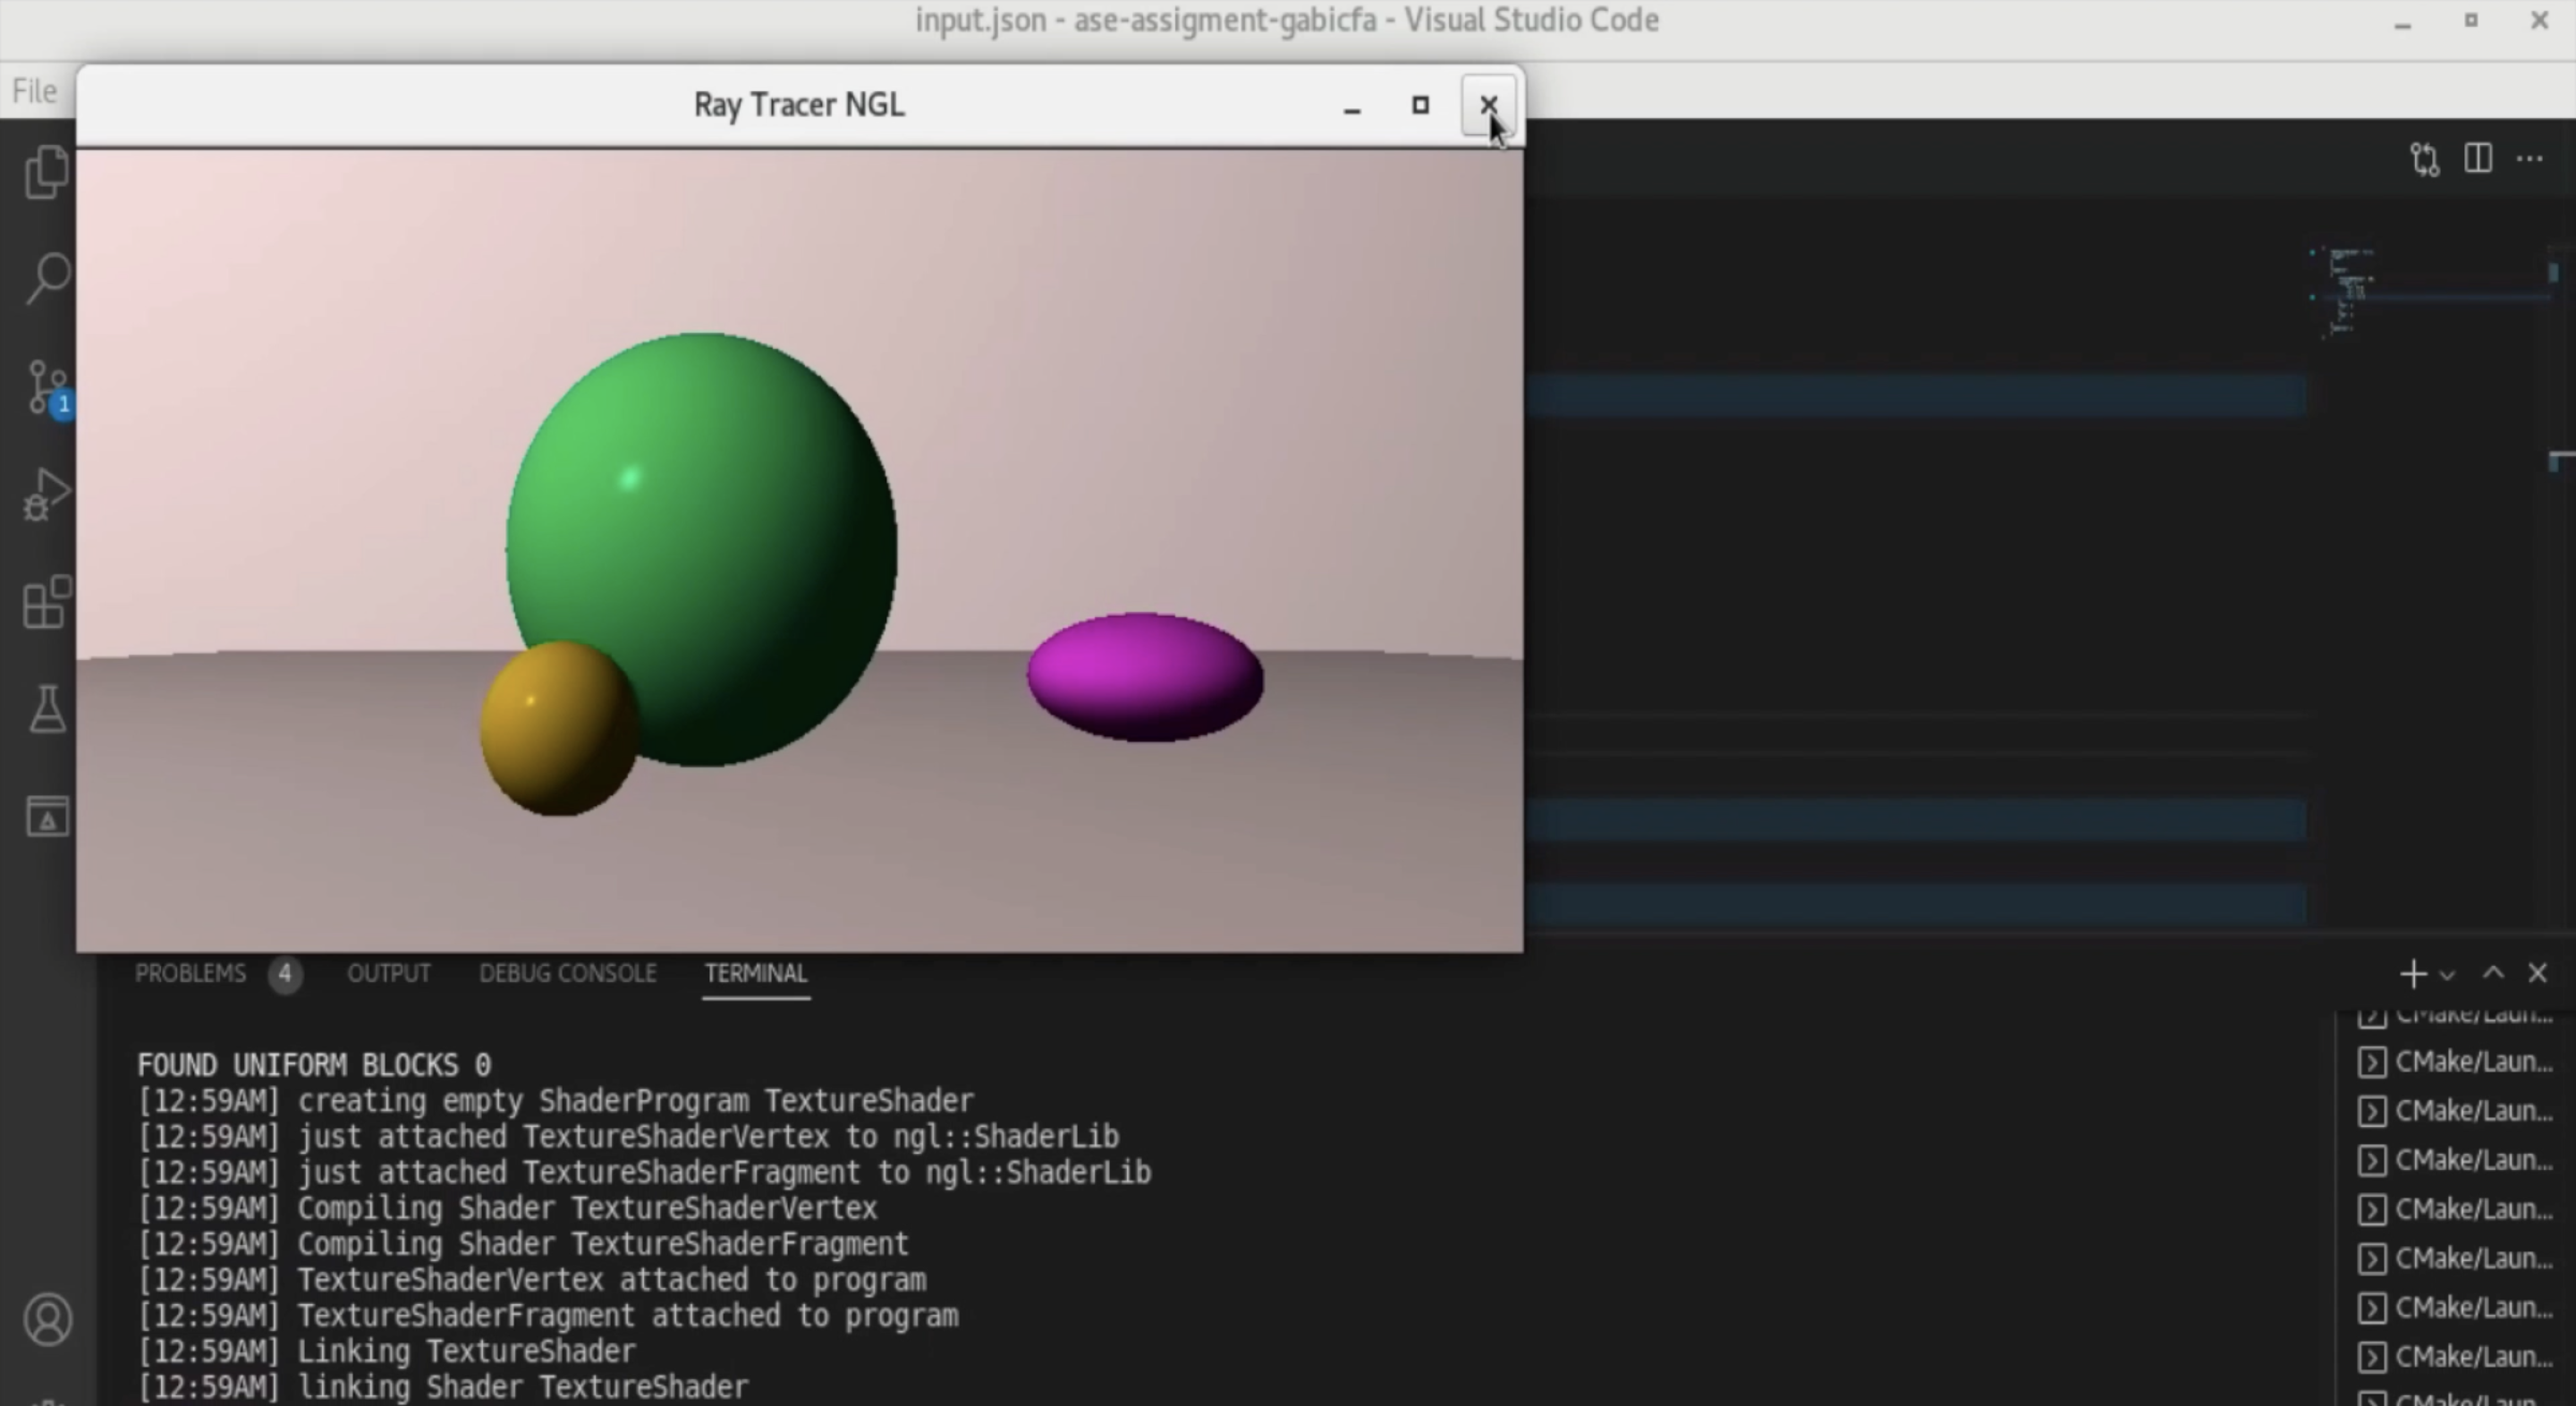 input.json - ase-assigment-gabicfa - Visual Studio Code
File
Ray Tracer NGL
1
PROBLEMS 4 OUTPUT DEBUG CONSOLE TERMINAL
FOUND UNIFORM BLOCKS 0
[12:59AM] creating empty ShaderProgram TextureShader
[12:59AM] just attached TextureShaderVertex to ngl::ShaderLib
[12:59AM] just attached TextureShaderFragment to ngl::ShaderLib
[12:59AM] Compiling Shader TextureShaderVertex
[12:59AM] Compiling Shader TextureShaderFragment
[12:59AM] TextureShaderVertex attached to program
[12:59AM] TextureShaderFragment attached to program
[12:59AM] Linking TextureShader
[12:59AM] linking Shader TextureShader
CMake/Laun...
CMake/Laun...
CMake/Laun...
CMake/Laun...
CMake/Laun...
CMake/Laun...
CMake/Laun...
CMake/Laun...
CMake/Laun...